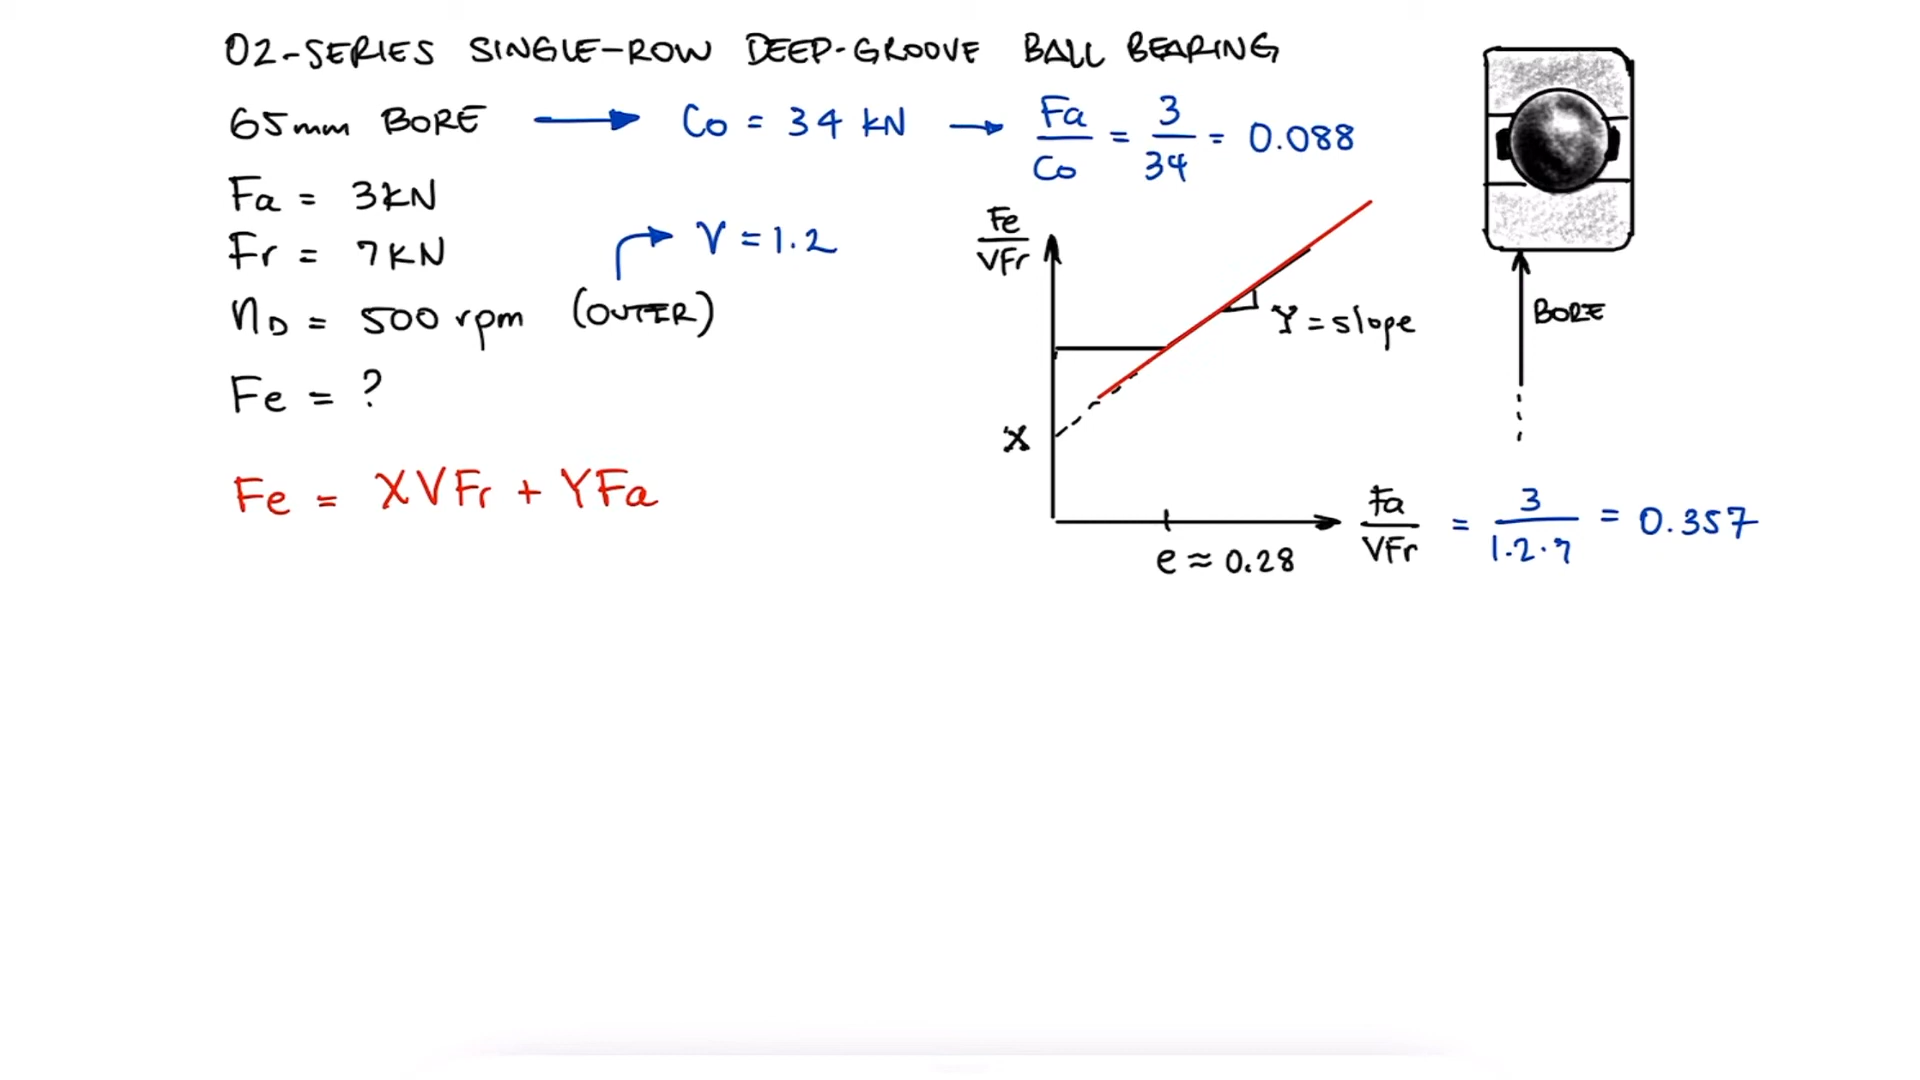 02-SERIES SINGLE-ROW DEEP-GROOVE BALL BEARING
65mm BORE → Co = 34 kN → Fa/Co = 3/34 = 0.088
Fa = 3kN
Fr = 7kN
V = 1.2
nD = 500 rpm (OUTER)
Fe = ?
Fe = XVFr + YFa
Fe/VFr
Y = slope
X
e ≈ 0.28
Fa/VFr = 3/1.2·7 = 0.357
BORE